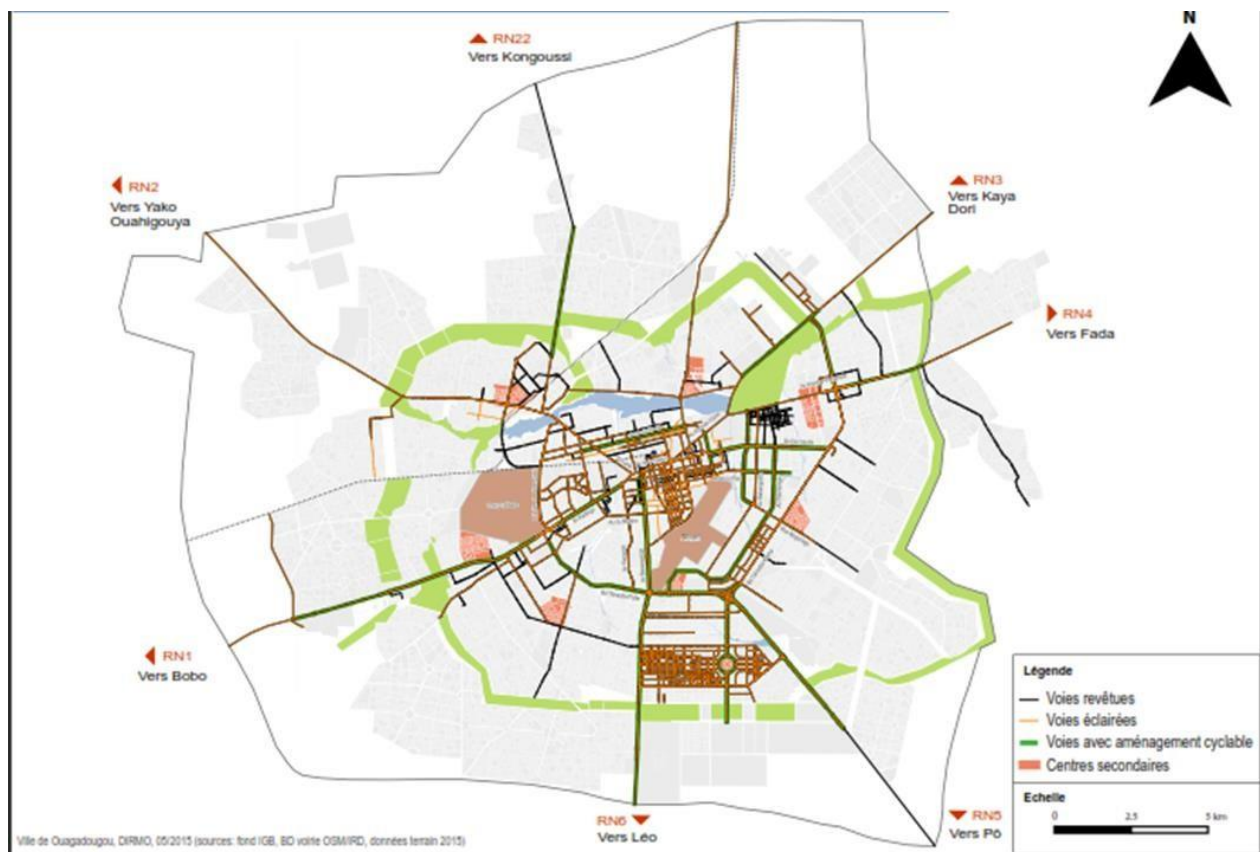 N
RN22
Vers Kongoussi
RN2
Vers Yako
Ouahigouya
RN3
Vers Kaya
Dori
RN4
Vers Fada
RN1
Vers Bobo
RN6
Vers Léo
RN5
Vers Pô
Légende
Voies revêtues
Voies éclairées
Voies avec aménagement cyclable
Centres secondaires
Echelle
0 2,5 5 km
Ville de Ouagadougou, DIRMO, 05/2015 (sources: fond IGB, BD voirie OSM/IRD, données terrain 2015)